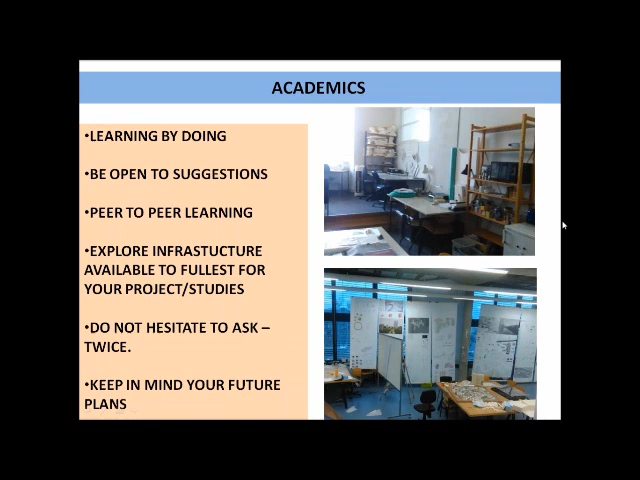 ACADEMICS
•LEARNING BY DOING
•BE OPEN TO SUGGESTIONS
•PEER TO PEER LEARNING
•EXPLORE INFRASTUCTURE
AVAILABLE TO FULLEST FOR
YOUR PROJECT/STUDIES
•DO NOT HESITATE TO ASK –
TWICE.
•KEEP IN MIND YOUR FUTURE
PLANS